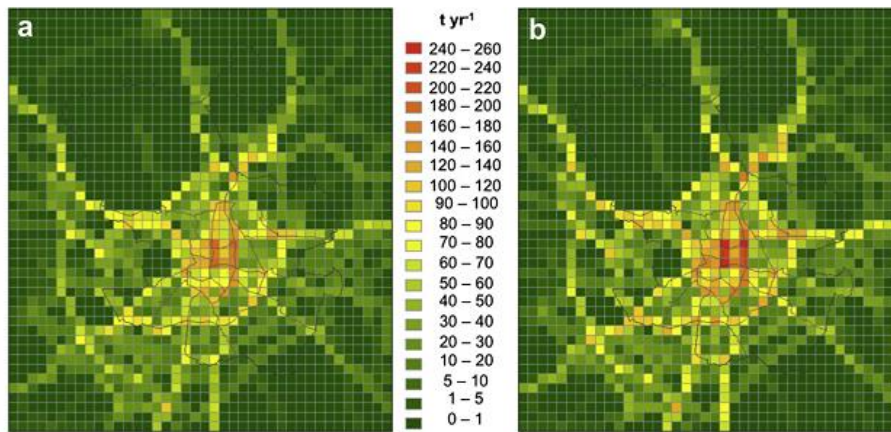 a
t yr-1
b
240 – 260
220 – 240
200 – 220
180 – 200
160 – 180
140 – 160
120 – 140
100 – 120
90 – 100
80 – 90
70 – 80
60 – 70
50 – 60
40 – 50
30 – 40
20 – 30
10 – 20
5 – 10
1 – 5
0 – 1